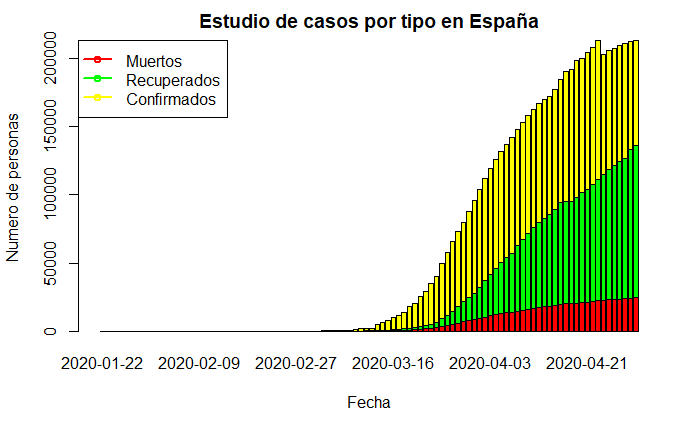 Estudio de casos por tipo en España
Muertos
Recuperados
Confirmados
Numero de personas
200000
150000
100000
50000
0
2020-01-22 2020-02-09 2020-02-27 2020-03-16 2020-04-03 2020-04-21
Fecha